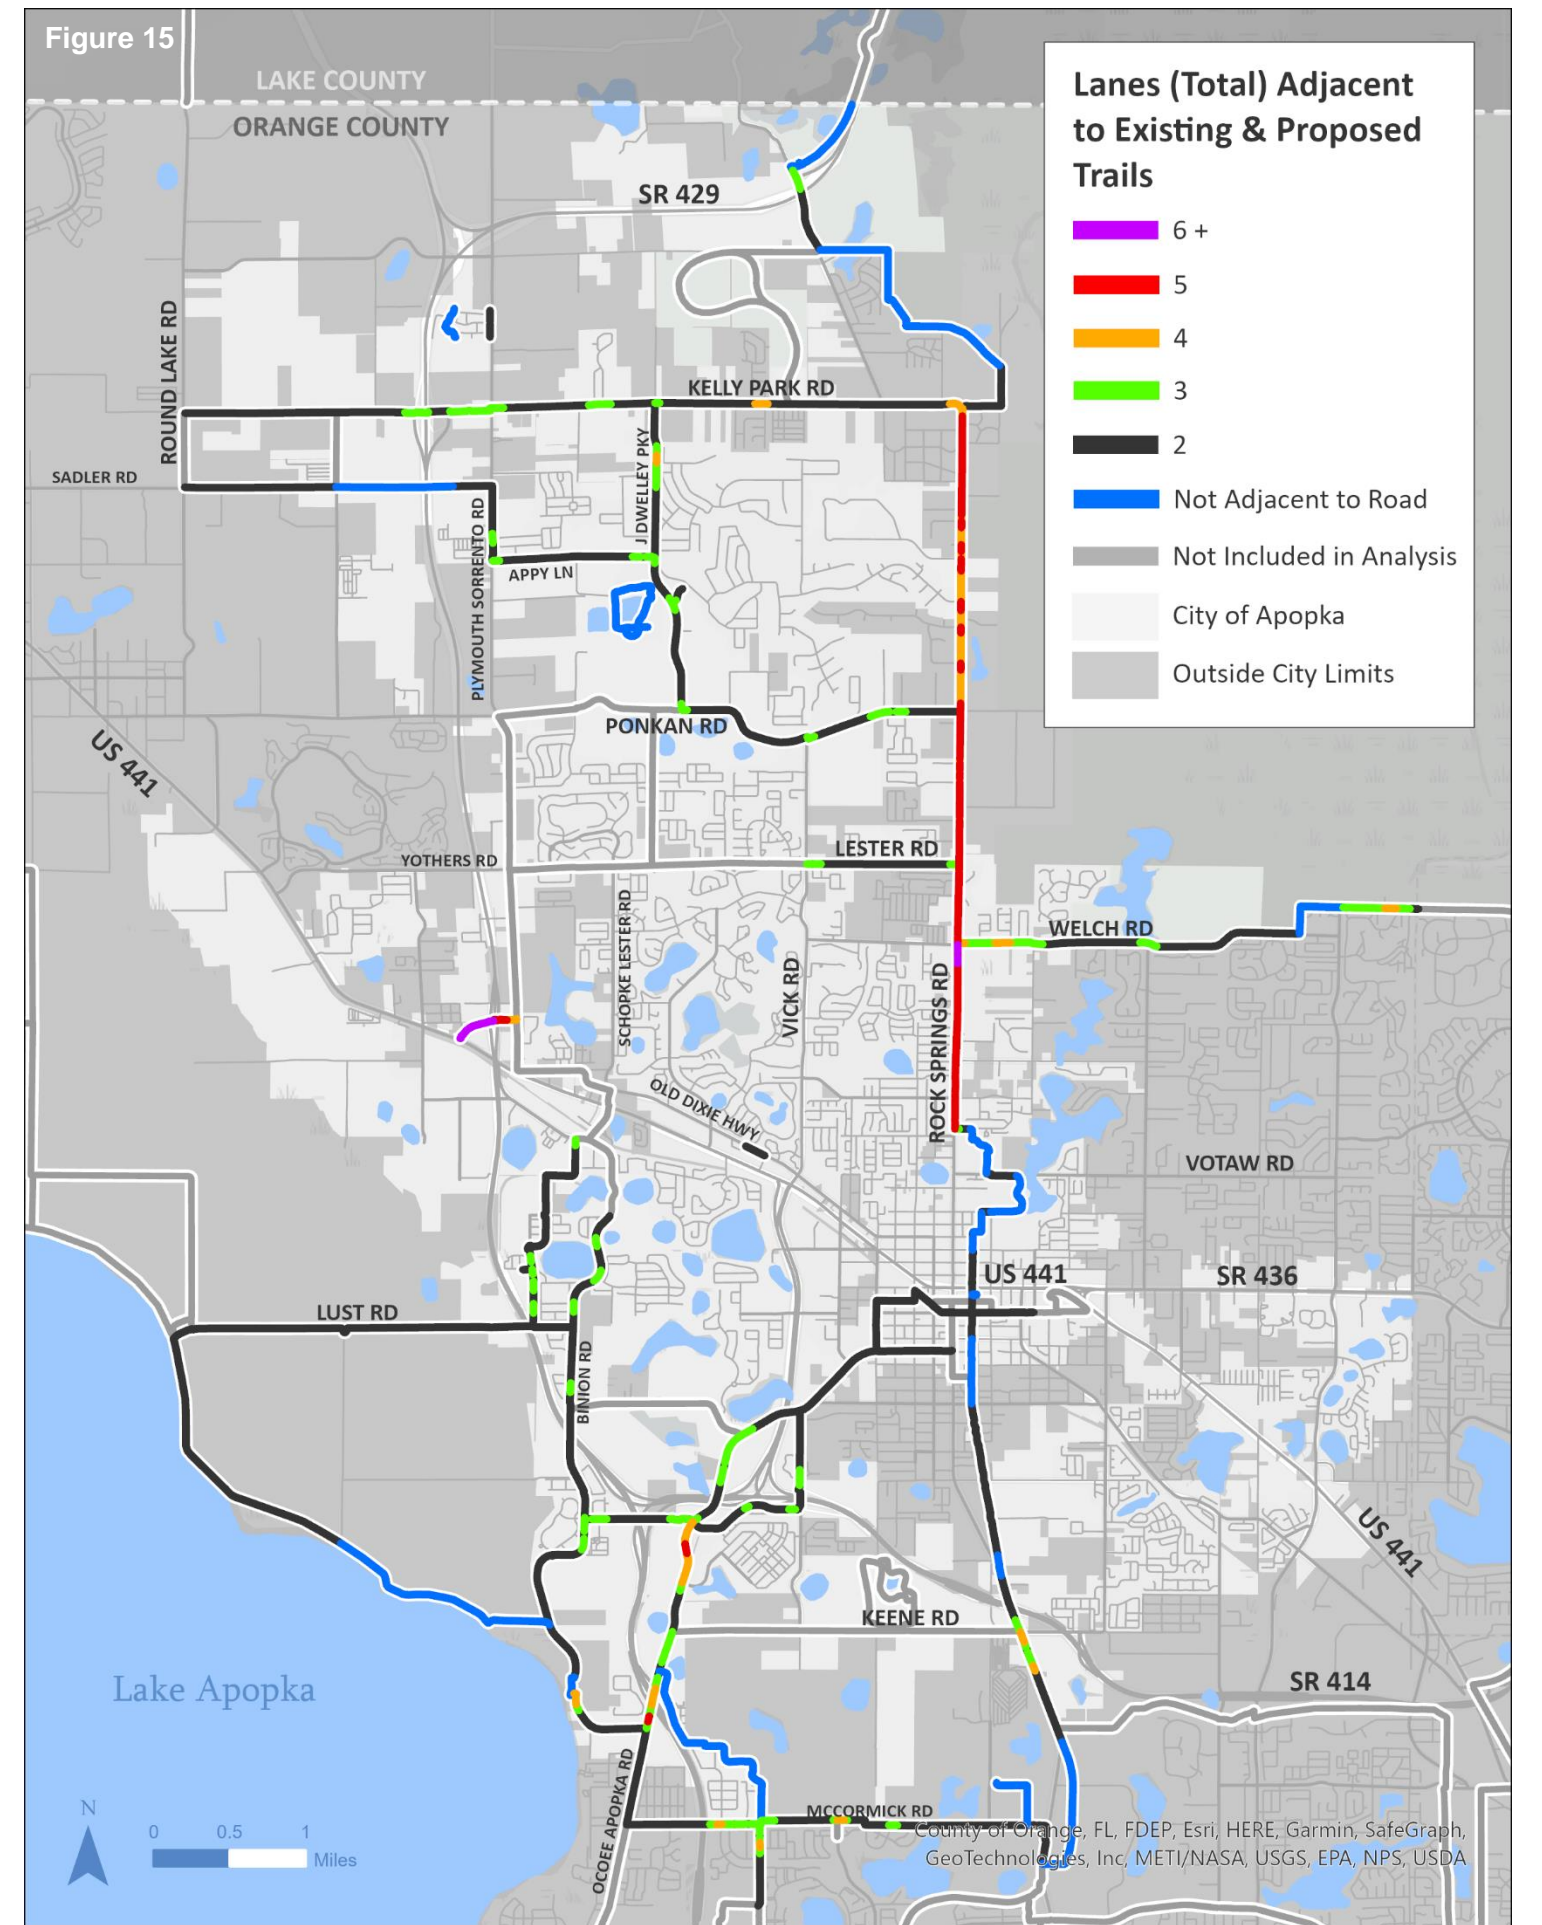 Figure 15
LAKE COUNTY
ORANGE COUNTY
Lanes (Total) Adjacent
to Existing & Proposed
Trails
6 +
5
4
3
2
Not Adjacent to Road
Not Included in Analysis
City of Apopka
Outside City Limits
SR 429
ROUND LAKE RD
KELLY PARK RD
SADLER RD
J DWELLEY PKY
PLYMOUTH SORRENTO RD
APPY LN
PONKAN RD
US 441
LESTER RD
YOTHERS RD
SCHOPKE LESTER RD
WELCH RD
VICK RD
ROCK SPRINGS RD
OLD DIXIE HWY
VOTAW RD
US 441
SR 436
LUST RD
BINION RD
US 441
KEENE RD
SR 414
Lake Apopka
OCOEE APOPKA RD
MCCORMICK RD
N
0 0.5 1
Miles
County of Orange, FL, FDEP, Esri, HERE, Garmin, SafeGraph,
GeoTechnologies, Inc, METI/NASA, USGS, EPA, NPS, USDA